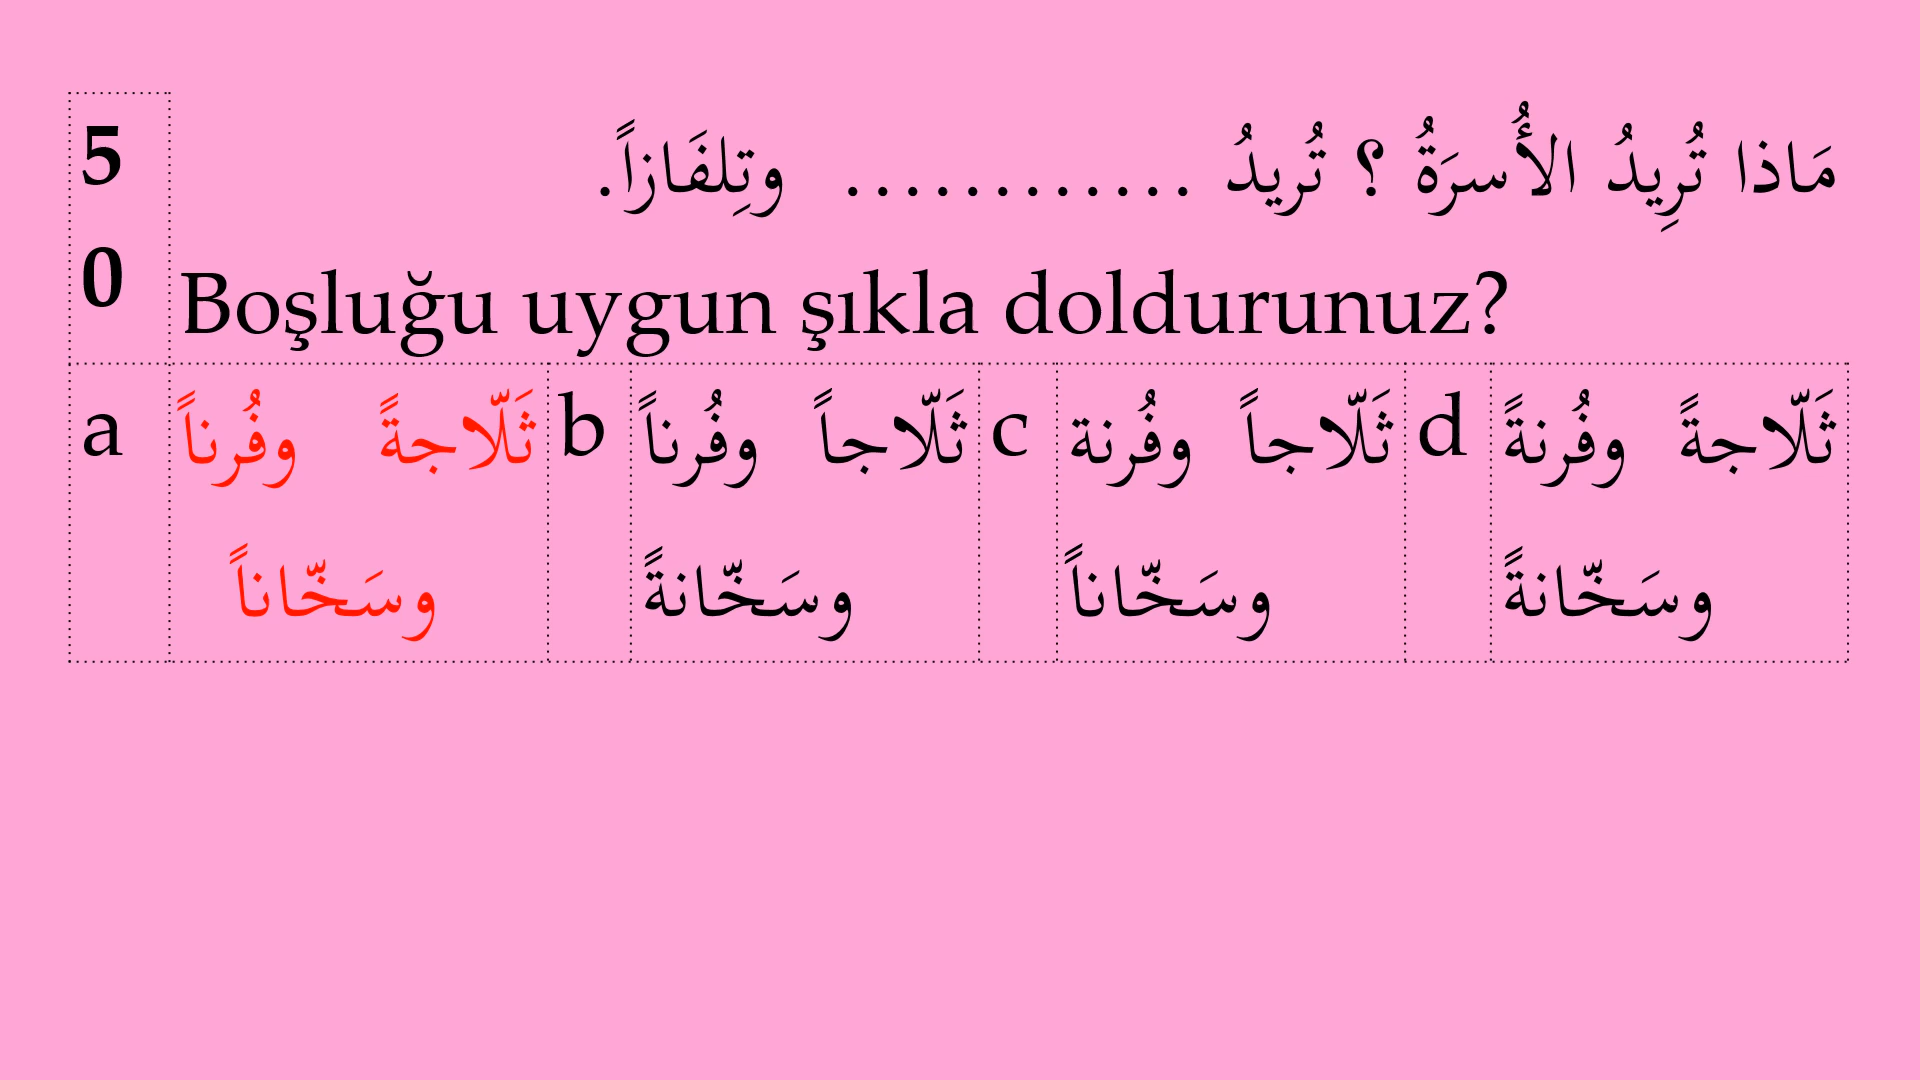 50
مَاذا تُرِيدُ الأُسرَةُ ؟ تُريدُ ............ وتِلفَازاً.
Boşluğu uygun şıkla doldurunuz?
a
ثَلّاجةً وفُرناً
وسَخّاناً
b
ثَلّاجاً وفُرناً
وسَخّانةً
c
ثَلّاجاً وفُرنة
وسَخّاناً
d
ثَلّاجةً وفُرنةً
وسَخّانةً